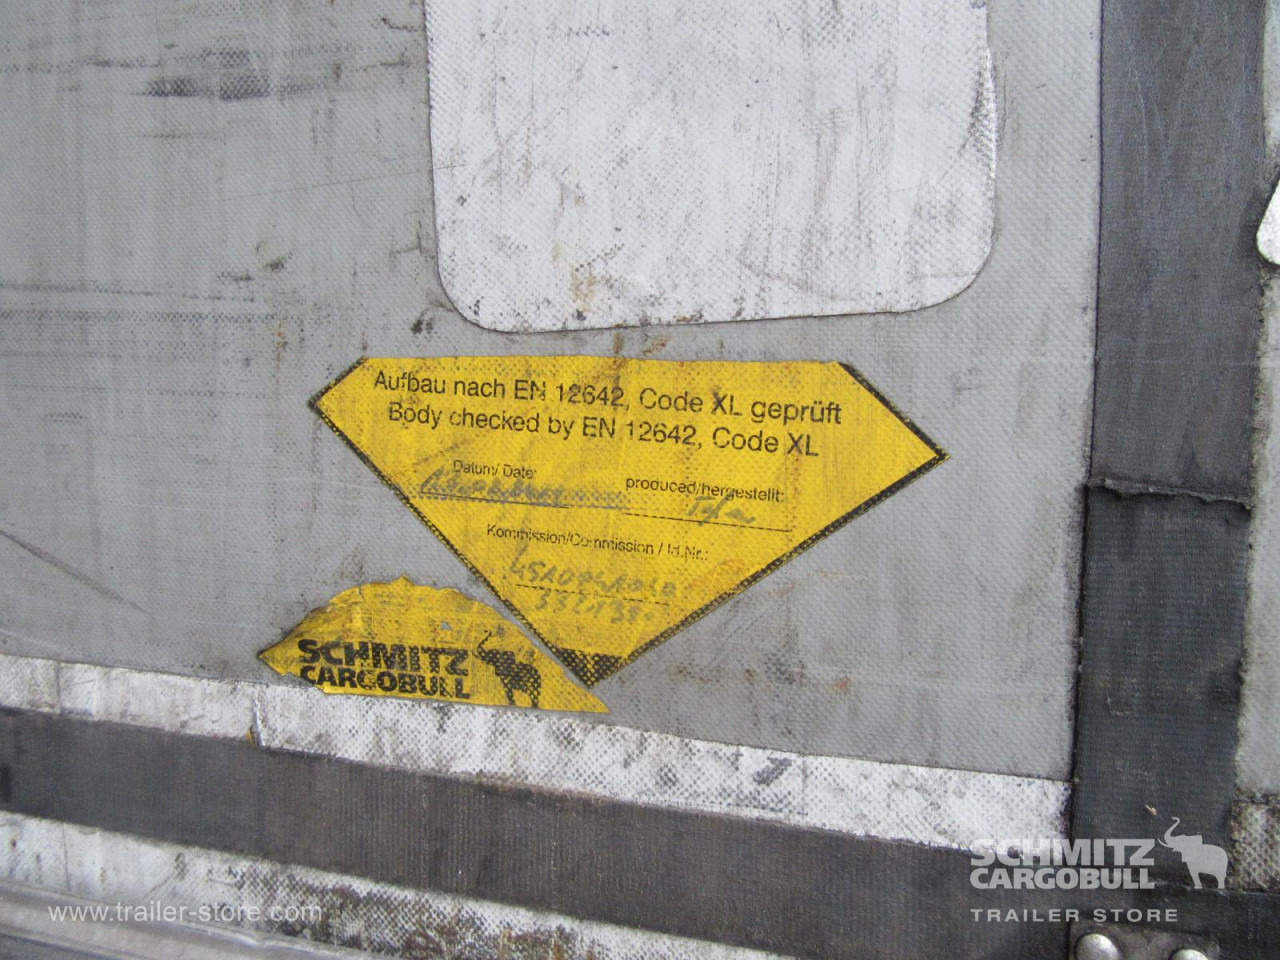 Aufbau nach EN 12642, Code XL geprüft
Body checked by EN 12642, Code XL
Datum/ Date:
produced/hergestellt:
Kommission/Commission / Id.Nr.:
SCHMITZ
CARGOBULL
SCHMITZ
CARGOBULL
TRAILER STORE
www.trailer-store.com